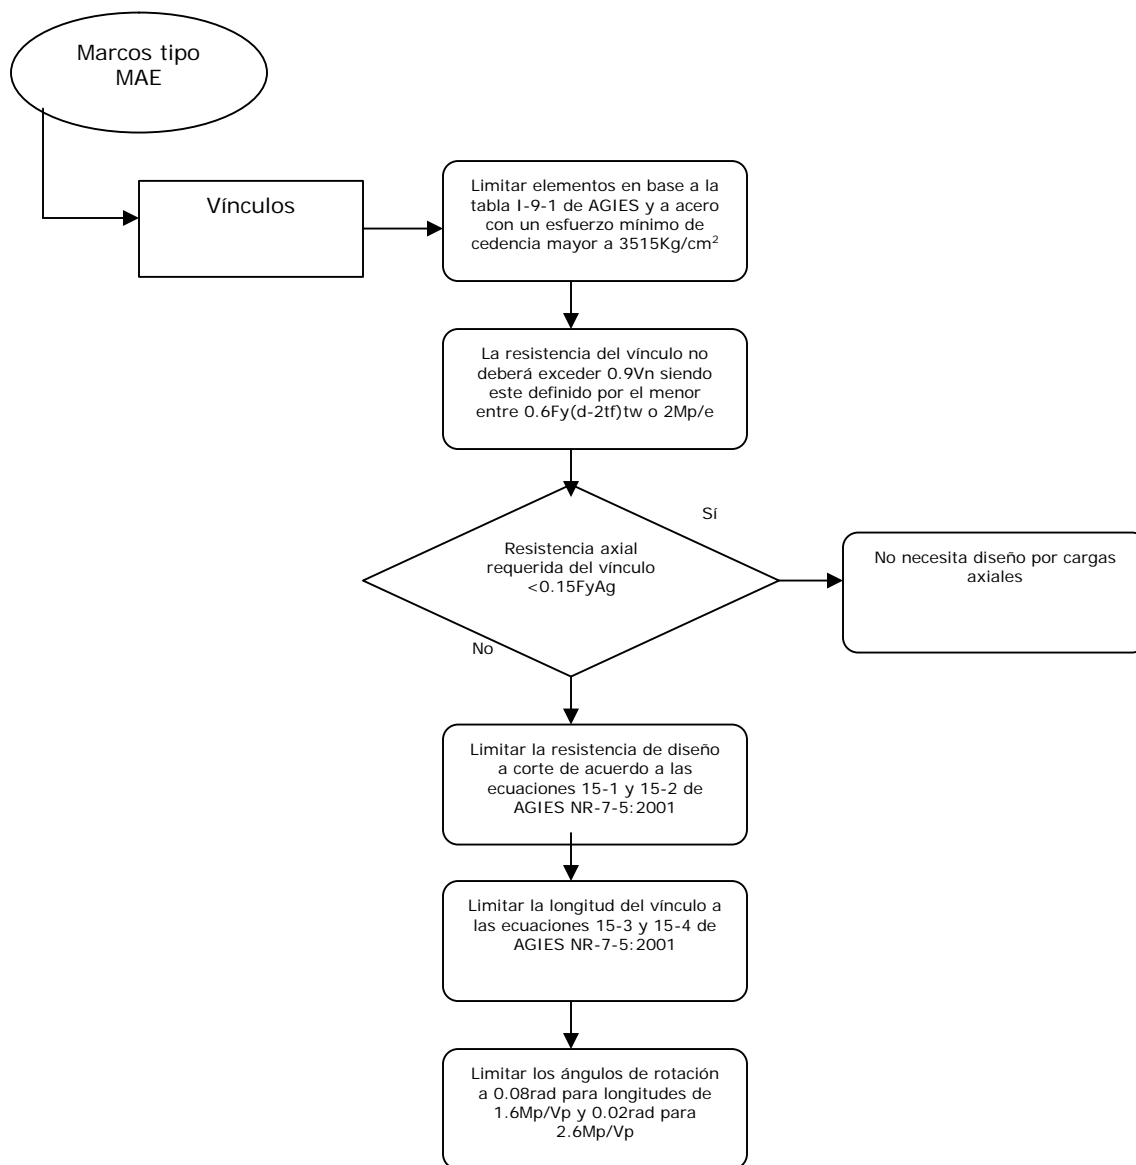 Marcos tipo
MAE
Vínculos
Limitar elementos en base a la
tabla I-9-1 de AGIES y a acero
con un esfuerzo mínimo de
cedencia mayor a 3515Kg/cm²
La resistencia del vínculo no
deberá exceder 0.9Vn siendo
este definido por el menor
entre 0.6Fy(d-2tf)tw o 2Mp/e
Sí
Resistencia axial
requerida del vínculo
<0.15FyAg
No necesita diseño por cargas
axiales
No
Limitar la resistencia de diseño
a corte de acuerdo a las
ecuaciones 15-1 y 15-2 de
AGIES NR-7-5:2001
Limitar la longitud del vínculo a
las ecuaciones 15-3 y 15-4 de
AGIES NR-7-5:2001
Limitar los ángulos de rotación
a 0.08rad para longitudes de
1.6Mp/Vp y 0.02rad para
2.6Mp/Vp